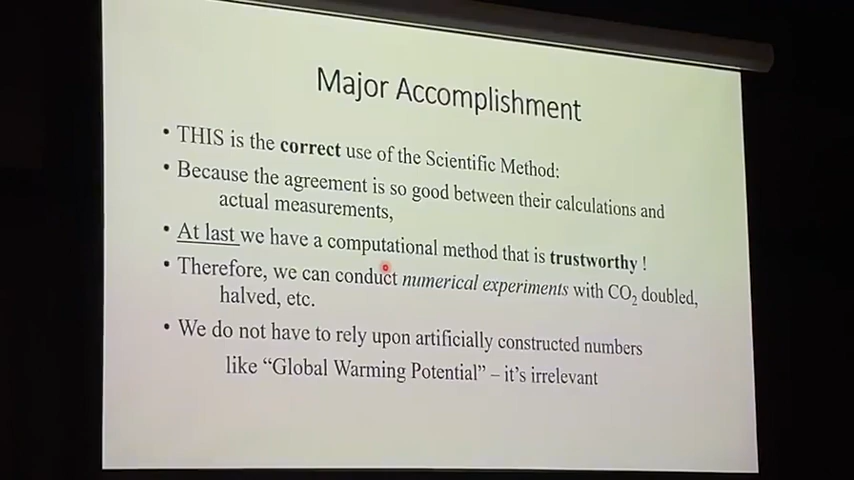 Major Accomplishment
• THIS is the correct use of the Scientific Method:
• Because the agreement is so good between their calculations and
actual measurements,
• At last we have a computational method that is trustworthy !
• Therefore, we can conduct numerical experiments with CO₂ doubled,
halved, etc.
• We do not have to rely upon artificially constructed numbers
like “Global Warming Potential” – it’s irrelevant